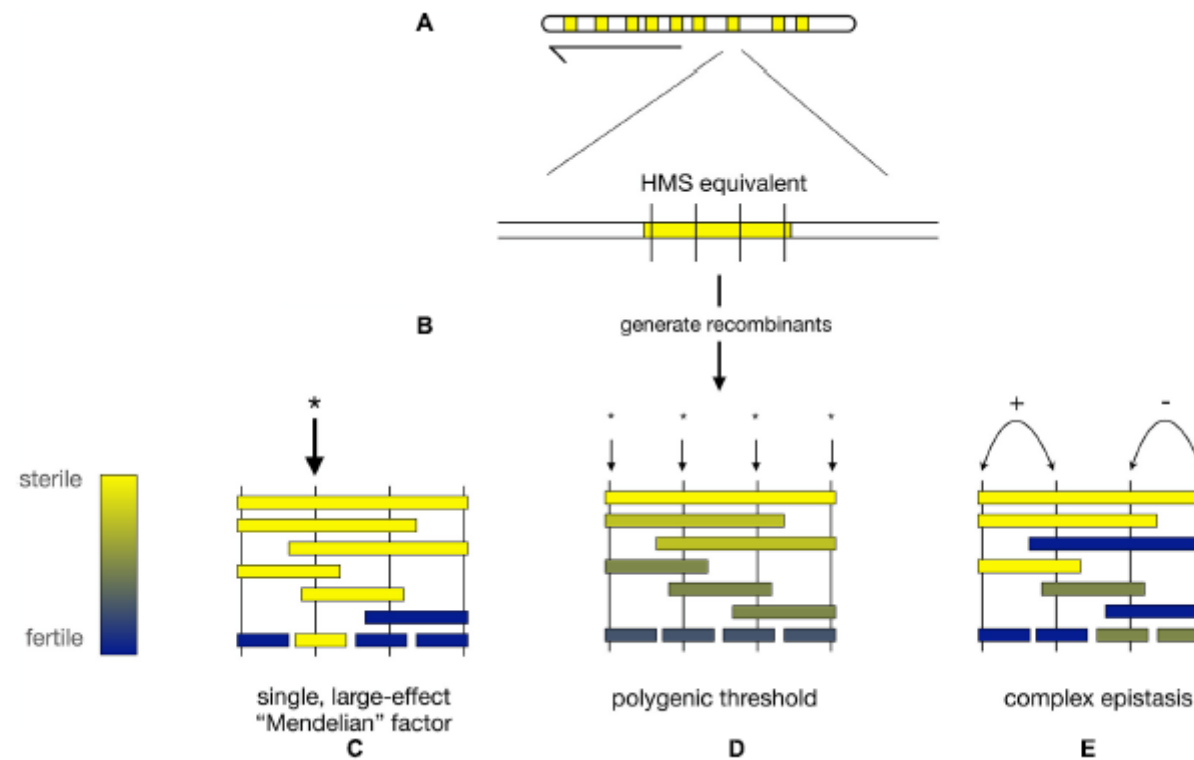 A
HMS equivalent
B
generate recombinants
*
* * * *
+ -
sterile
fertile
single, large-effect
“Mendelian” factor
polygenic threshold
complex epistasis
C
D
E